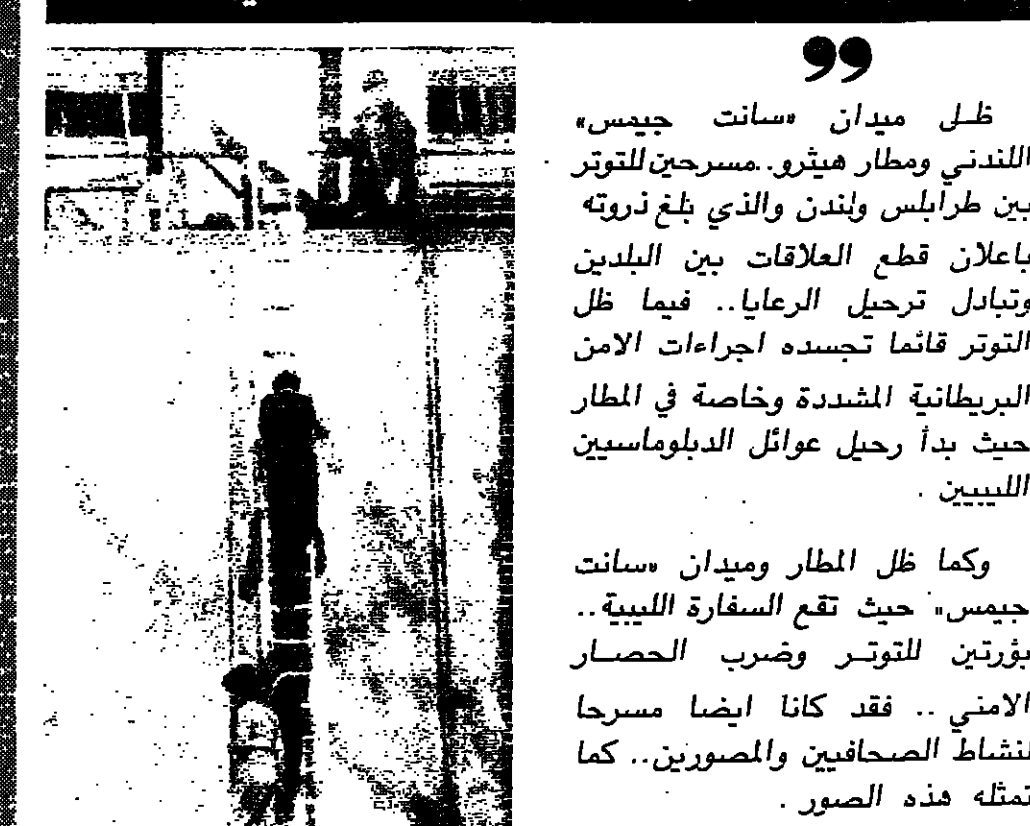 ظل ميدان «سانت جيمس»
اللندني ومطار هيثرو.. مسرحين للتوتر
بين طرابلس ولندن والذي بلغ ذروته
باعلان قطع العلاقات بين البلدين
وتبادل ترحيل الرعايا.. فيما ظل
التوتر قائما تجسده اجراءات الامن
البريطانية المشددة وخاصة في المطار
حيث بدأ رحيل عوائل الدبلوماسيين
الليبيين .
وكما ظل المطار وميدان «سانت
جيمس» حيث تقع السفارة الليبية..
بؤرتين للتوتر وضرب الحصار
الامني .. فقد كانا ايضا مسرحا
لنشاط الصحافيين والمصورين.. كما
تمثله هذه الصور .